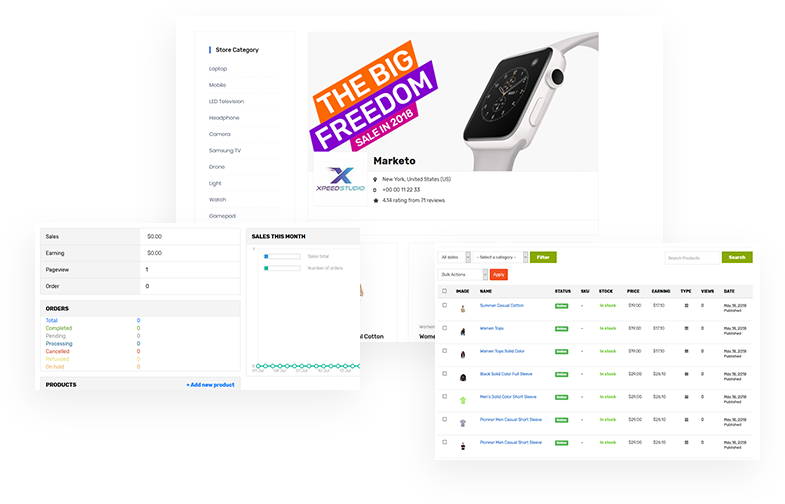 Store Category
Laptop
Mobile
LED Television
Headphone
Camera
Samsung TV
Drone
Light
Watch
Gamepad
THE BIG
FREEDOM
SALE IN 2018
XPEEDSTUDIO
Marketo
New York, United States (US)
+00 00 11 22 33
4.14 rating from 71 reviews
Sales $0.00
Earning $0.00
Pageview 1
Order 0
ORDERS
Total 0
Completed 0
Pending 0
Processing 0
Cancelled 0
Refunded 0
On hold 0
PRODUCTS + Add new product
SALES THIS MONTH
1
Sales total
Number of orders
Cotton
Women
All dates - Select a category - Filter Search Products Search
Bulk Actions Apply
IMAGE NAME STATUS SKU STOCK PRICE EARNING TYPE VIEWS DATE
Summer Casual Cotton Online - In stock $19.00 $17.10 0 May 16, 2018
Published
Women Tops Online - In stock $19.00 $17.10 0 May 16, 2018
Published
Women Tops Solid Color Online - In stock $19.00 $17.10 0 May 16, 2018
Published
Black Solid Color Full Sleeve Online - In stock $29.00 $26.10 0 May 16, 2018
Published
Men's Solid Color Short Sleeve Online - In stock $29.00 $26.10 0 May 16, 2018
Published
Pionner Men Casual Short Sleeve Online - In stock $29.00 $26.10 0 May 16, 2018
Published
Pionner Men Casual Short Sleeve Online - In stock $29.00 $26.10 0 May 16, 2018
Published